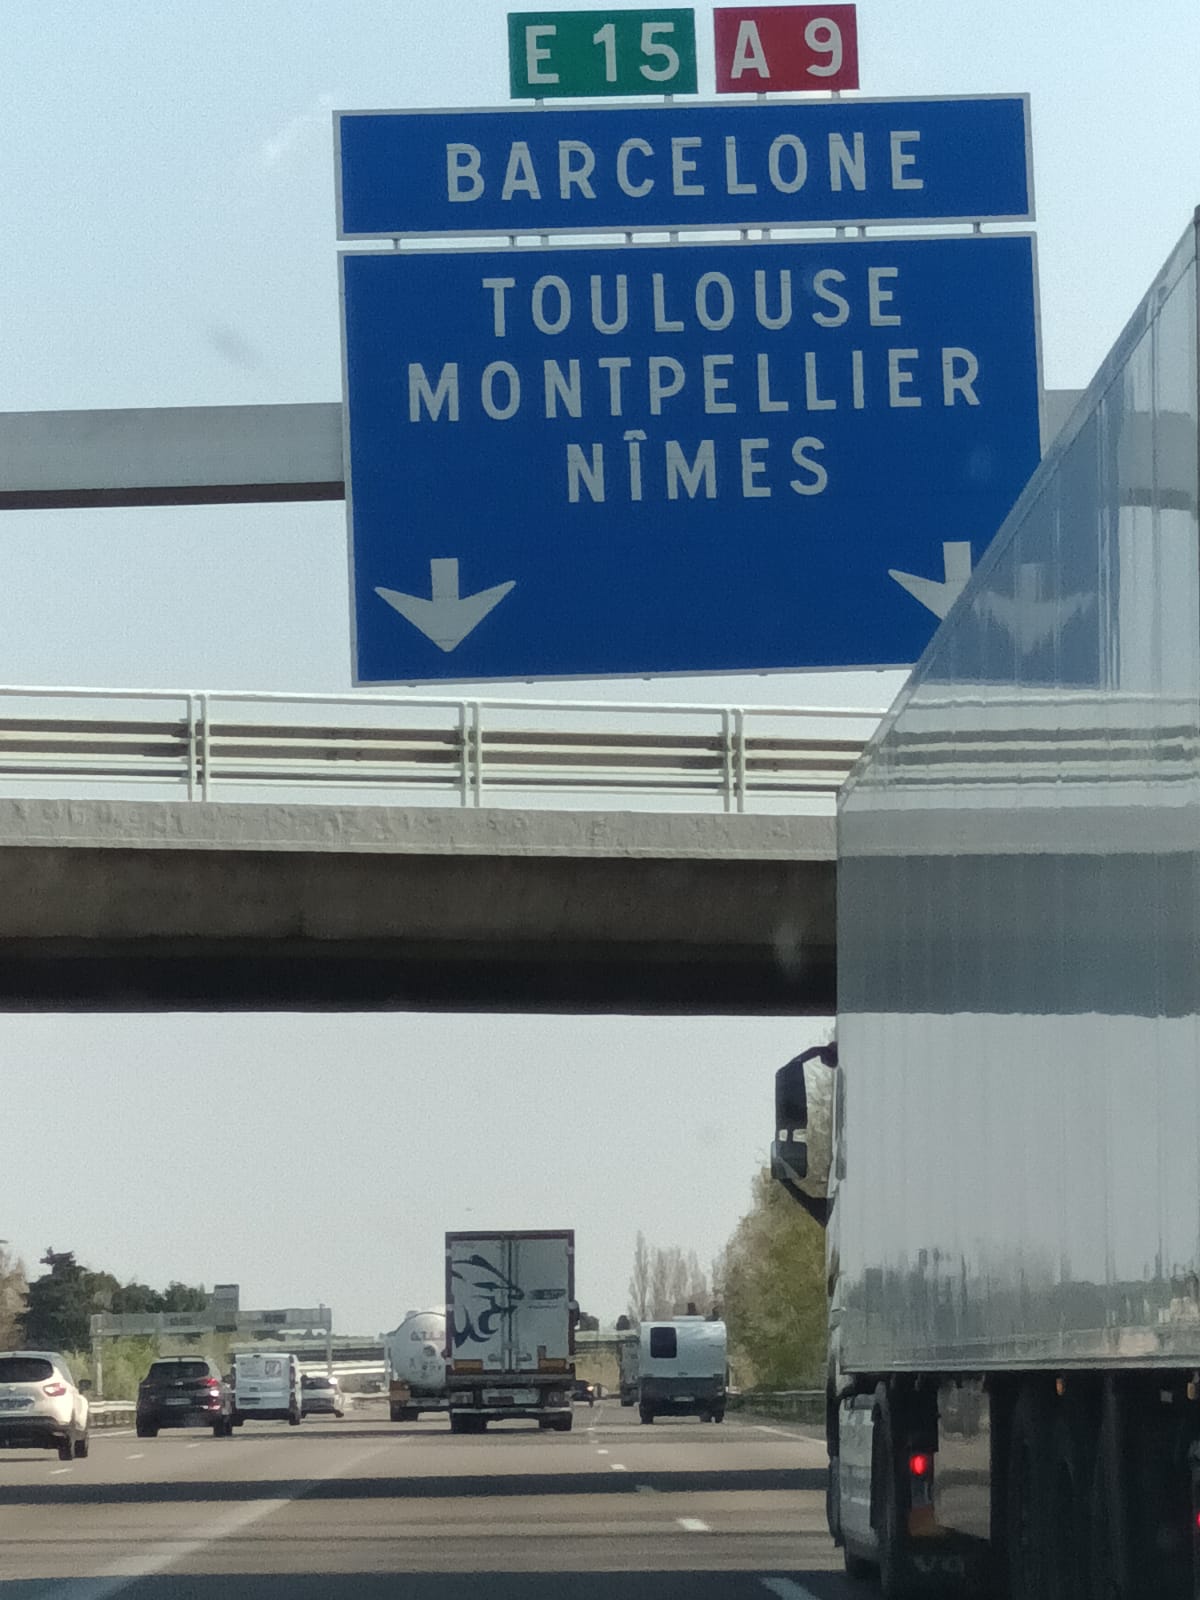 E 15 A 9
BARCELONE
TOULOUSE
MONTPELLIER
NÎMES